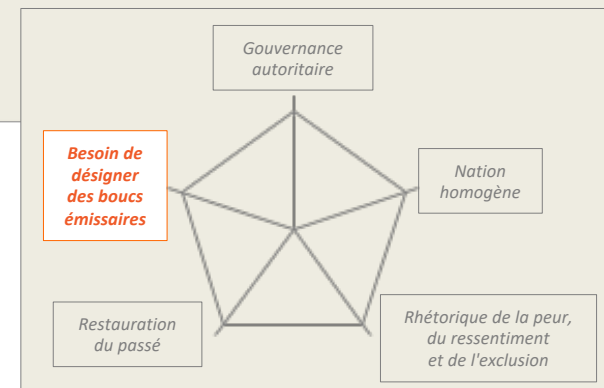 Gouvernance
autoritaire
Besoin de
désigner
des boucs
émissaires
Nation
homogène
Restauration
du passé
Rhétorique de la peur,
du ressentiment
et de l'exclusion